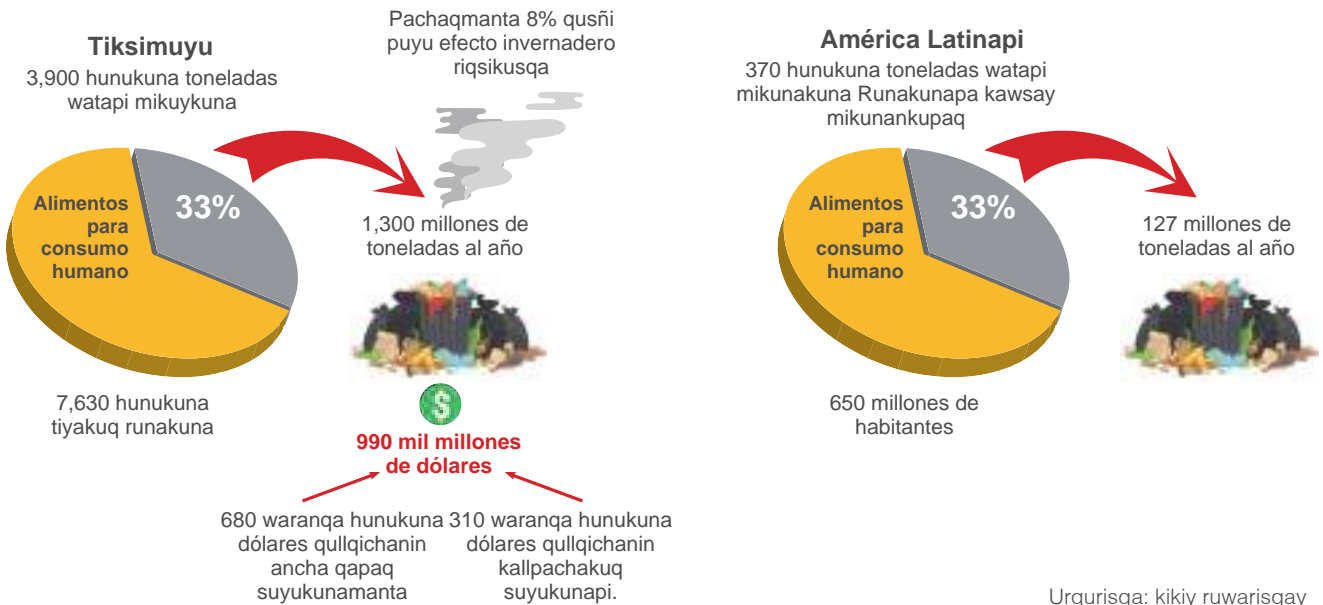 Tiksimuyu
3,900 hunukuna toneladas
watapi mikuykuna
Pachaqmanta 8% qusñi
puyu efecto invernadero
riqsikusqa
Alimentos
para
consumo
humano
33%
1,300 millones de
toneladas al año
7,630 hunukuna
tiyakuq runakuna
$
990 mil millones
de dólares
680 waranqa hunukuna
dólares qullqichanin
ancha qapaq
suyukunamanta
310 waranqa hunukuna
dólares qullqichanin
kallpachakuq
suyukunapi.
América Latinapi
370 hunukuna toneladas watapi
mikunakuna Runakunapa kawsay
mikunankupaq
Alimentos
para
consumo
humano
33%
127 millones de
toneladas al año
650 millones de
habitantes
Urqurisqa: kikiy ruwarisqay